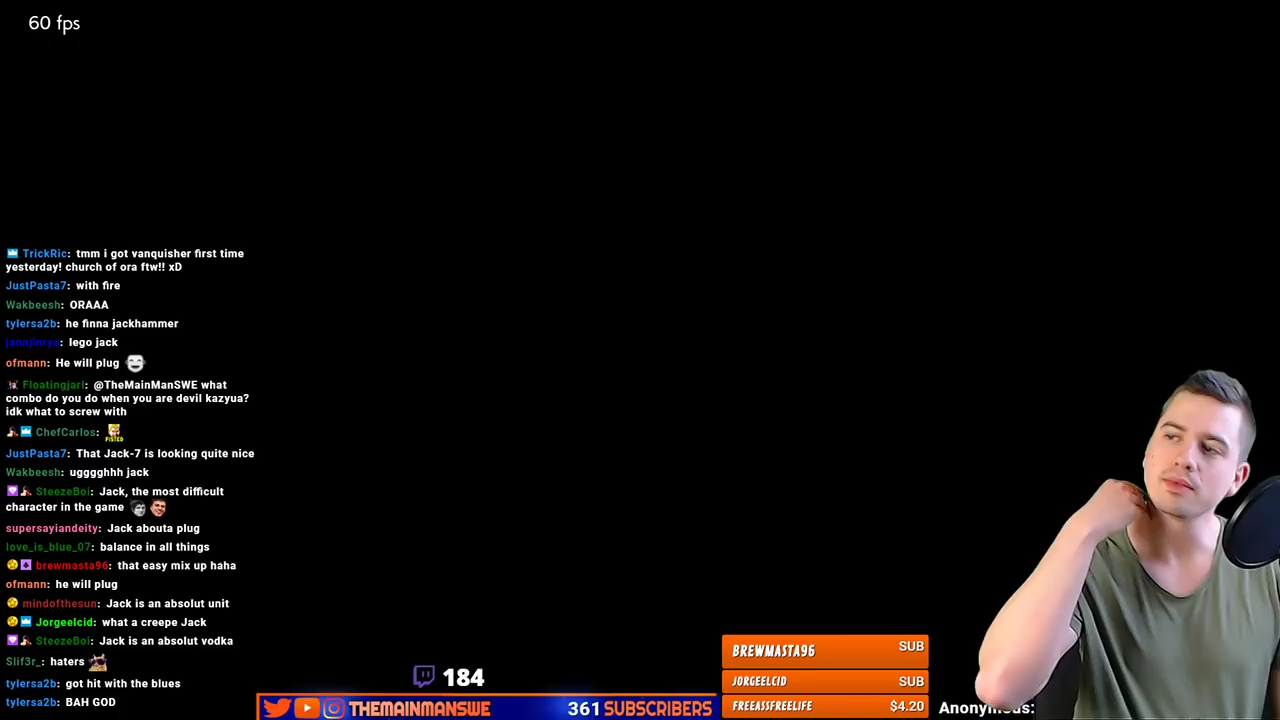 60 fps
TrickRic: tmm i got vanquisher first time
yesterday! church of ora ftw!! xD
JustPasta7: with fire
Wakbeesh: ORAAA
tylersa2b: he finna jackhammer
jannjinryu: lego jack
ofmann: He will plug
Floatingjarl: @TheMainManSWE what
combo do you do when you are devil kazyua?
idk what to screw with
ChefCarlos: FISTED
JustPasta7: That Jack-7 is looking quite nice
Wakbeesh: ugggghhh jack
SteezeBoi: Jack, the most difficult
character in the game
supersayiandeity: Jack abouta plug
love_is_blue_07: balance in all things
brewmasta96: that easy mix up haha
ofmann: he will plug
mindofthesun: Jack is an absolut unit
Jorgeelcid: what a creepe Jack
SteezeBoi: Jack is an absolut vodka
Slif3r_: haters
tylersa2b: got hit with the blues
tylersa2b: BAH GOD
184
THEMAINMANSWE 361 SUBSCRIBERS
BREWMASTA96 SUB
JORGEELCID SUB
FREEASSFREELIFE $4.20
Anonymous: